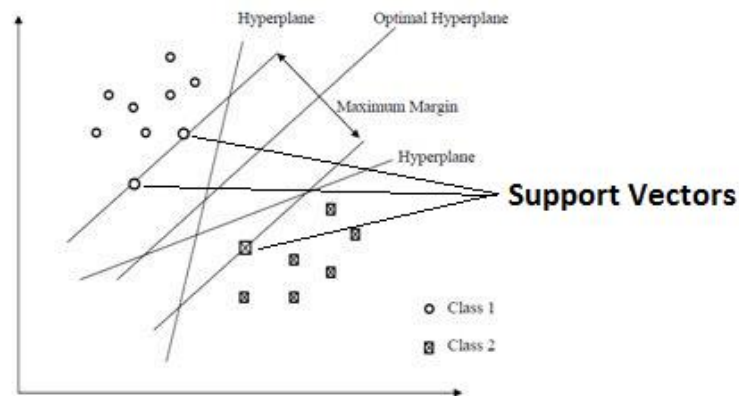 Hyperplane
Optimal Hyperplane
Maximum Margin
Hyperplane
Support Vectors
Class 1
Class 2